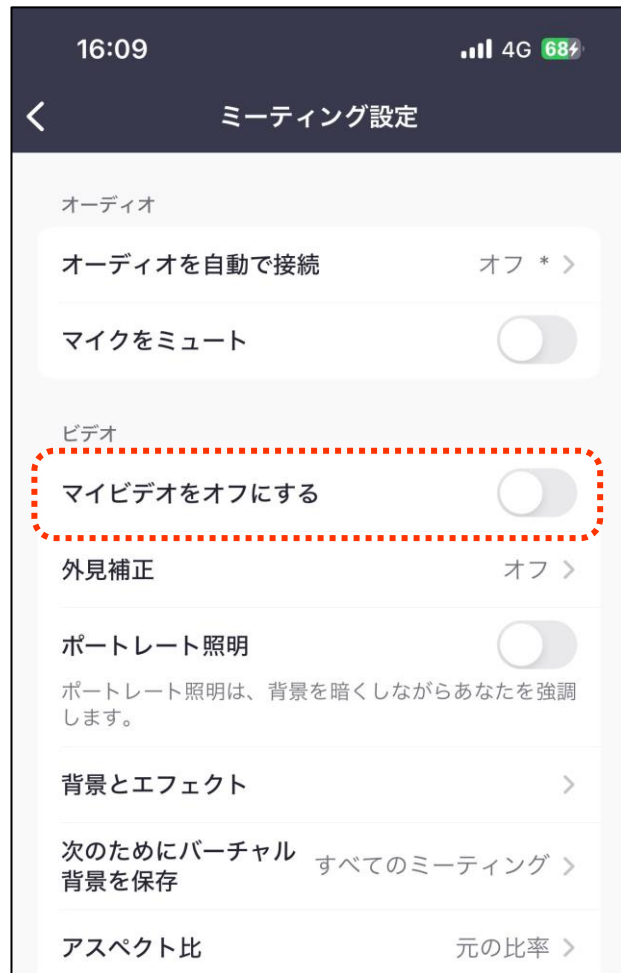 16:09 4G 68
ミーティング設定
オーディオ
オーディオを自動で接続 オフ *
マイクをミュート
ビデオ
マイビデオをオフにする
外見補正 オフ
ポートレート照明
ポートレート照明は、背景を暗くしながらあなたを強調
します。
背景とエフェクト
次のためにバーチャル
背景を保存 すべてのミーティング
アスペクト比 元の比率